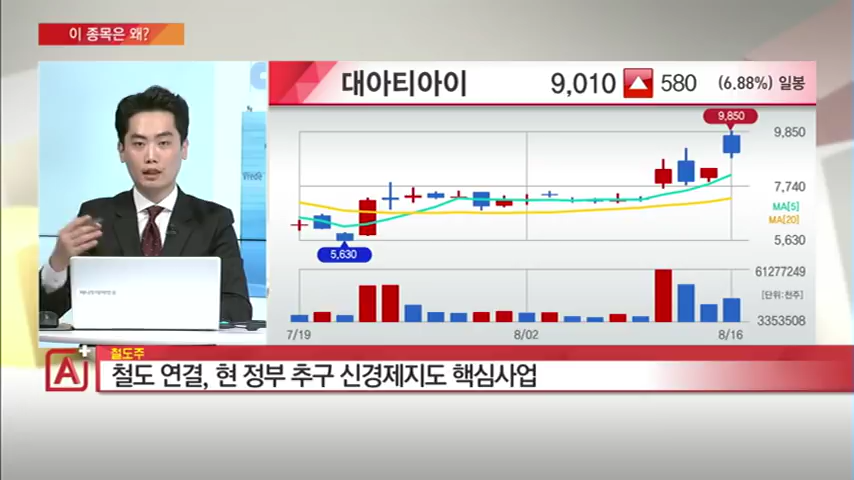 이 종목은 왜?
대아티아이
9,010 ▲ 580 (6.88%) 일봉
9,850
9,850
7,740
MA[5]
MA[20]
5,630
5,630
61277249
[단위:천주]
3353508
7/19
8/02
8/16
A+
철도주
철도 연결, 현 정부 추구 신경제지도 핵심사업